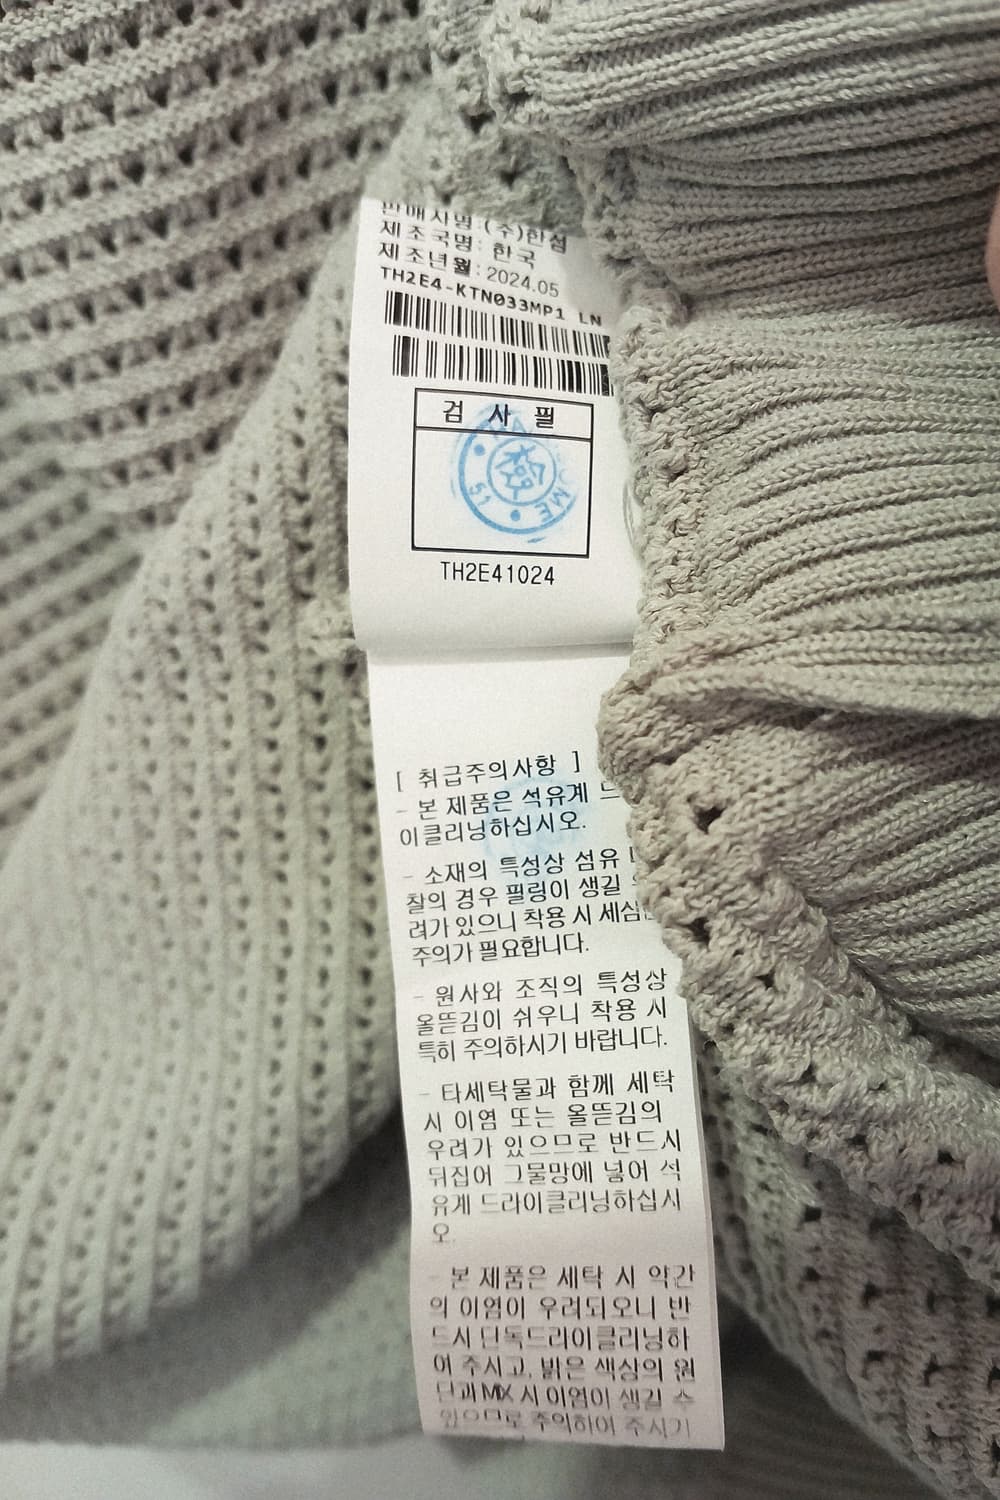 판매사명:(주)한섬
제조국명: 한국
제조년월:2024.05
TH2E4-KTN033MP1 LN
검 사 필
51
TH2E41024
[ 취급주의사항 ]
- 본 제품은 석유계 드
이클리닝하십시오.
- 소재의 특성상 섬유
찰의 경우 필링이 생길
려가 있으니 착용 시 세심
주의가 필요합니다.
- 원사와 조직의 특성상
올뜯김이 쉬우니 착용 시
특히 주의하시기 바랍니다.
- 타세탁물과 함께 세탁
시 이염 또는 올뜯김의
우려가 있으므로 반드시
뒤집어 그물망에 넣어 석
유계 드라이클리닝하십시
오.
- 본 제품은 세탁 시 약간
의 이염이 우려되오니 반
드시 단독드라이클리닝하
여 주시고, 밝은 색상의 원
단과 MIX 시 이염이 생길 수
있으므로 주의하여 주시기